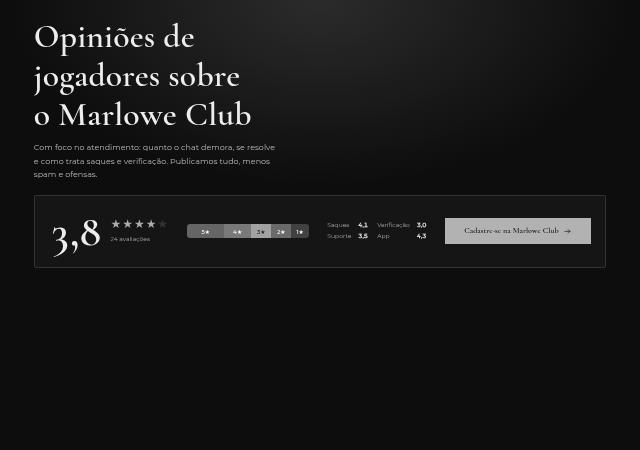 Opiniões de
jogadores sobre
o Marlowe Club
Com foco no atendimento: quanto o chat demora, se resolve
e como trata saques e verificação. Publicamos tudo, menos
spam e ofensas.
3,8
★★★★★
24 avaliações
5★ 4★ 3★ 2★ 1★
Saques 4,1 Verificação 3,0
Suporte 3,5 App 4,3
Cadastre-se na Marlowe Club →